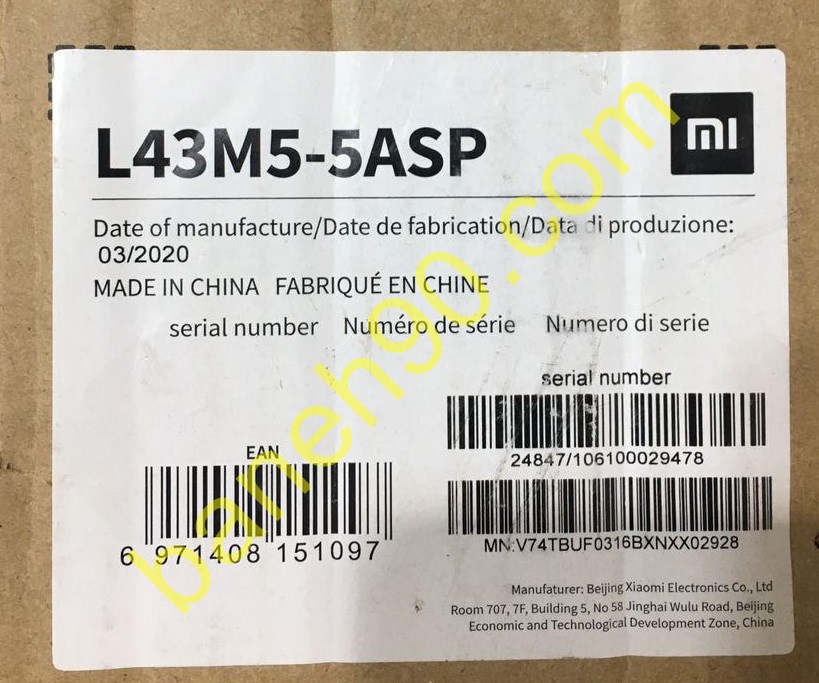 L43M5-5ASP
mi
Date of manufacture/Date de fabrication/Data di produzione:
03/2020
MADE IN CHINA FABRIQUÉ EN CHINE
serial number Numéro de série Numero di serie
serial number
24847/106100029478
EAN
6 971408 151097
MN:V74TBUF0316BXNXX02928
Manufacturer: Beijing Xiaomi Electronics Co., Ltd
Room 707, 7F, Building 5, No 58 Jinghai Wulu Road, Beijing
Economic and Technological Development Zone, China
baneh90.com